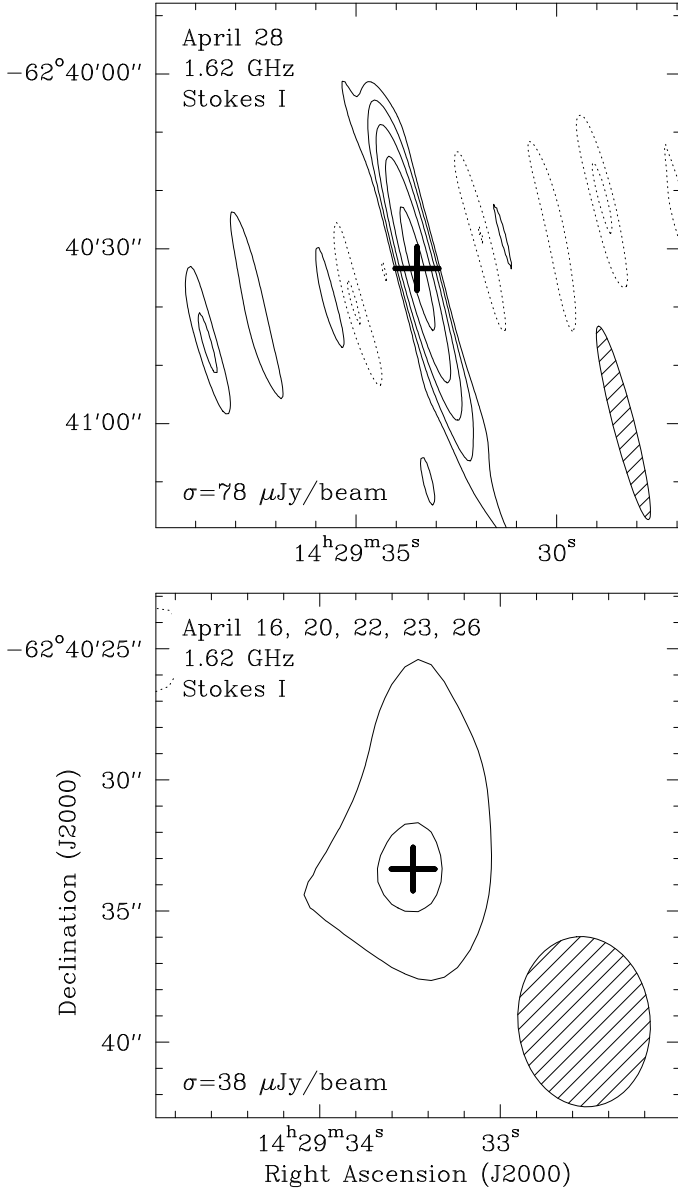 April 28
1.62 GHz
Stokes I
−62°40′00″
40′30″
41′00″
σ=78 μJy/beam
14ʰ29ᵐ35ˢ 30ˢ
April 16, 20, 22, 23, 26
1.62 GHz
Stokes I
−62°40′25″
30″
35″
40″
Declination (J2000)
σ=38 μJy/beam
14ʰ29ᵐ34ˢ 33ˢ
Right Ascension (J2000)